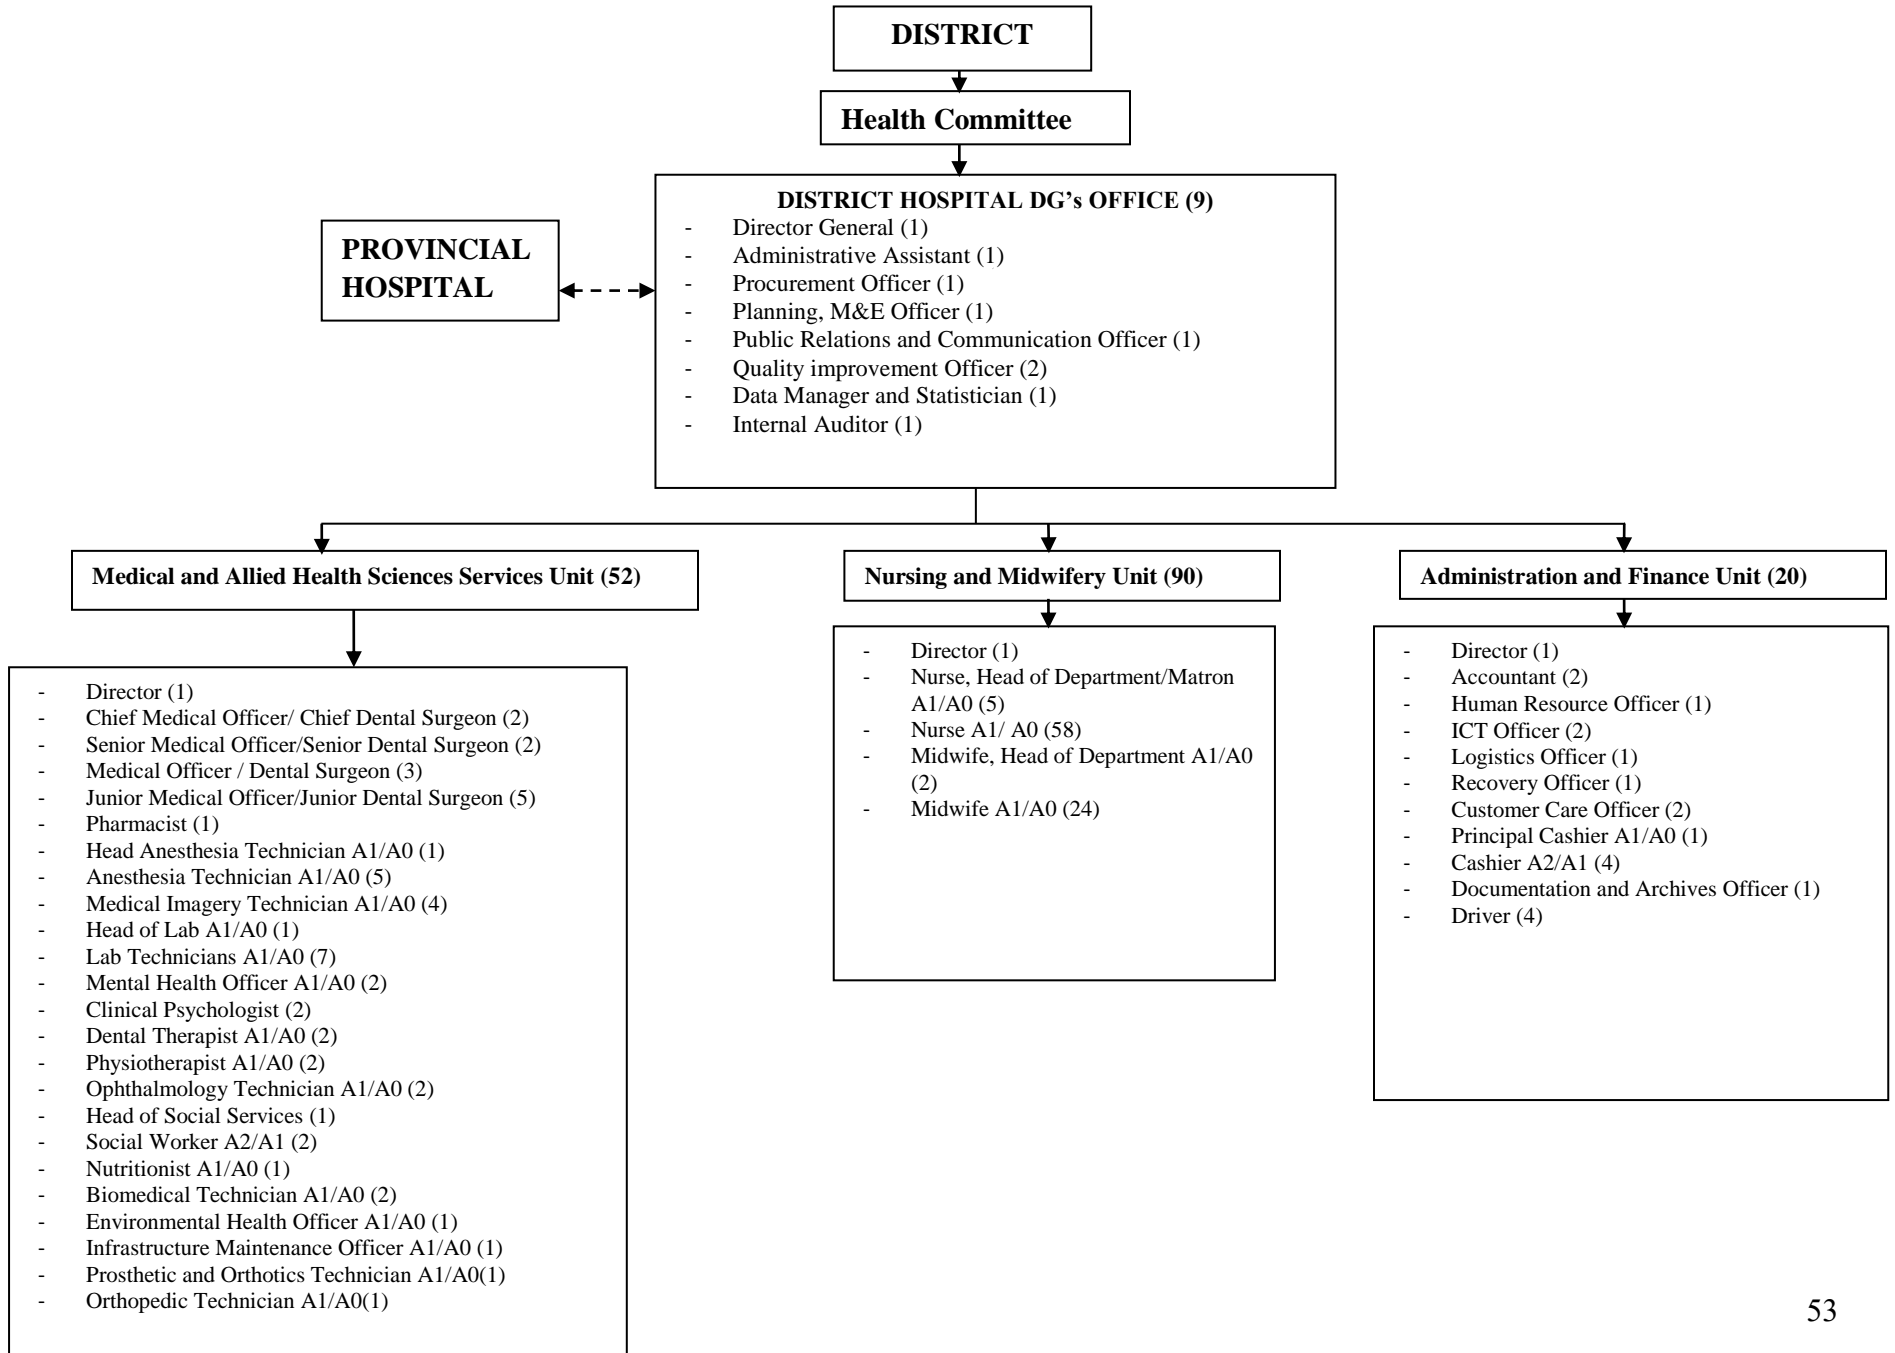 DISTRICT
Health Committee
DISTRICT HOSPITAL DG’s OFFICE (9)
- Director General (1)
- Administrative Assistant (1)
- Procurement Officer (1)
- Planning, M&E Officer (1)
- Public Relations and Communication Officer (1)
- Quality improvement Officer (2)
- Data Manager and Statistician (1)
- Internal Auditor (1)
PROVINCIAL
HOSPITAL
Medical and Allied Health Sciences Services Unit (52)
- Director (1)
- Chief Medical Officer/ Chief Dental Surgeon (2)
- Senior Medical Officer/Senior Dental Surgeon (2)
- Medical Officer / Dental Surgeon (3)
- Junior Medical Officer/Junior Dental Surgeon (5)
- Pharmacist (1)
- Head Anesthesia Technician A1/A0 (1)
- Anesthesia Technician A1/A0 (5)
- Medical Imagery Technician A1/A0 (4)
- Head of Lab A1/A0 (1)
- Lab Technicians A1/A0 (7)
- Mental Health Officer A1/A0 (2)
- Clinical Psychologist (2)
- Dental Therapist A1/A0 (2)
- Physiotherapist A1/A0 (2)
- Ophthalmology Technician A1/A0 (2)
- Head of Social Services (1)
- Social Worker A2/A1 (2)
- Nutritionist A1/A0 (1)
- Biomedical Technician A1/A0 (2)
- Environmental Health Officer A1/A0 (1)
- Infrastructure Maintenance Officer A1/A0 (1)
- Prosthetic and Orthotics Technician A1/A0(1)
- Orthopedic Technician A1/A0(1)
Nursing and Midwifery Unit (90)
- Director (1)
- Nurse, Head of Department/Matron
A1/A0 (5)
- Nurse A1/ A0 (58)
- Midwife, Head of Department A1/A0
(2)
- Midwife A1/A0 (24)
Administration and Finance Unit (20)
- Director (1)
- Accountant (2)
- Human Resource Officer (1)
- ICT Officer (2)
- Logistics Officer (1)
- Recovery Officer (1)
- Customer Care Officer (2)
- Principal Cashier A1/A0 (1)
- Cashier A2/A1 (4)
- Documentation and Archives Officer (1)
- Driver (4)
53